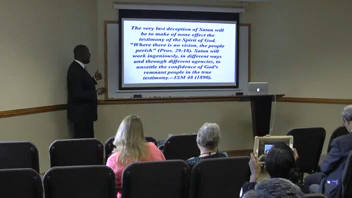 The very last deception of Satan will
be to make of none effect the
testimony of the Spirit of God.
"Where there is no vision, the people
perish" (Prov. 29:18). Satan will
work ingeniously, in different ways
and through different agencies, to
unsettle the confidence of God's
remnant people in the true
testimony.—1SM 48 (1890).